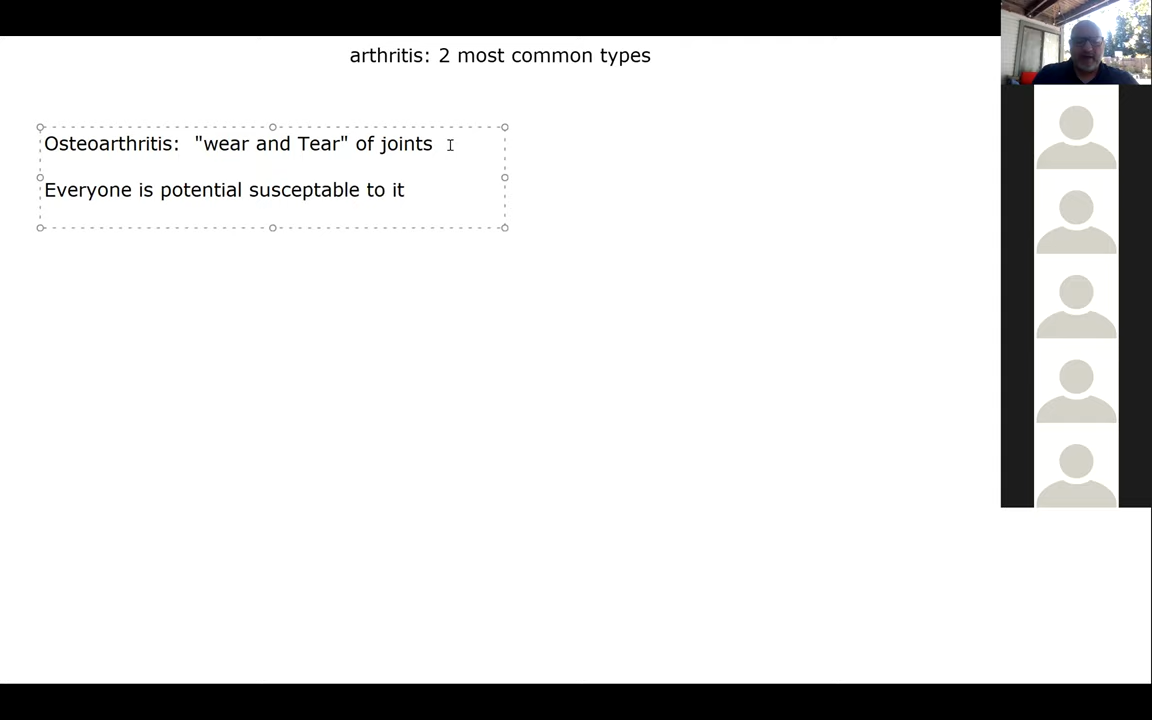 arthritis: 2 most common types
Osteoarthritis: "wear and Tear" of joints
Everyone is potential susceptable to it